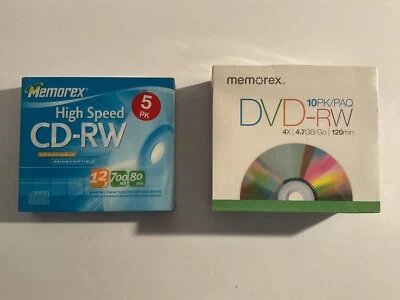 Memorex
High Speed
CD-RW
5
PK
12x
700
MB
80
memorex
10PK/PAQ
DVD-RW
4X | 4.7GB/Go | 120min